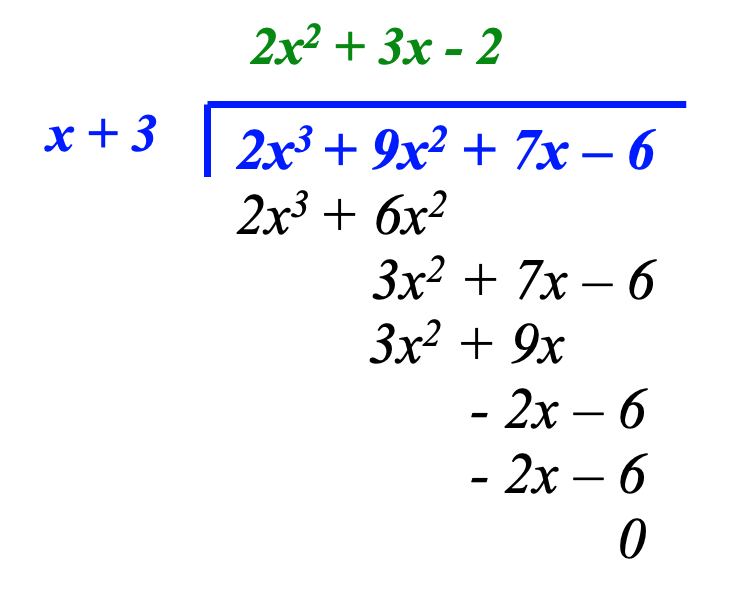 2x² + 3x - 2
x + 3 2x³ + 9x² + 7x – 6
2x³ + 6x²
3x² + 7x – 6
3x² + 9x
- 2x – 6
- 2x – 6
0